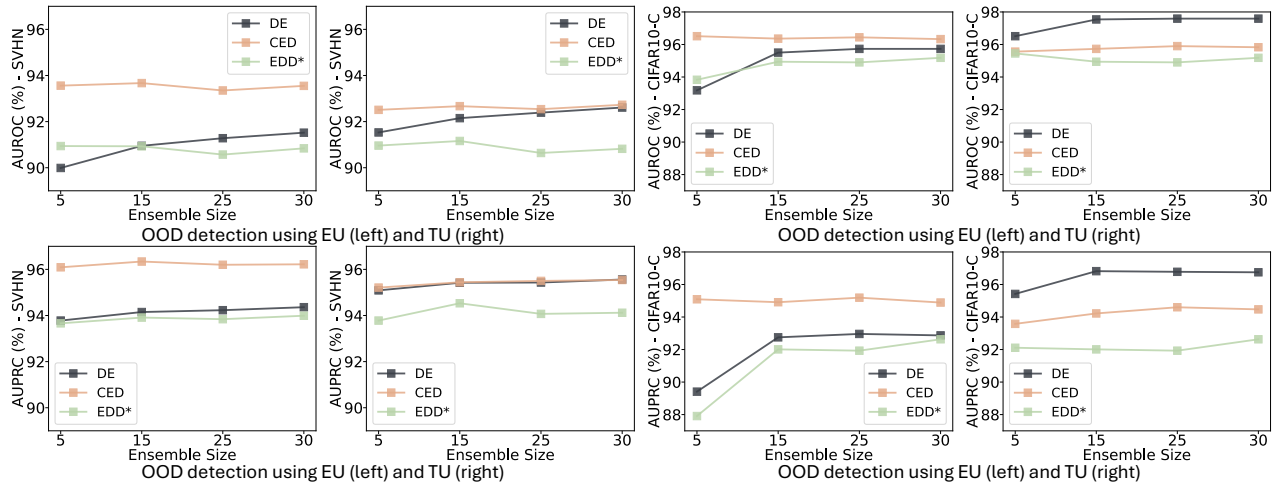 AUROC (%) - SVHN
96
94
92
90
DE
CED
EDD*
5
15
25
30
Ensemble Size
96
94
92
90
DE
CED
EDD*
5
15
25
30
Ensemble Size
AUROC (%) - SVHN
OOD detection using EU (left) and TU (right)
AUROC (%) - CIFAR10-C
98
96
94
92
90
88
DE
CED
EDD*
5
15
25
30
Ensemble Size
AUROC (%) - CIFAR10-C
98
96
94
92
90
88
DE
CED
EDD*
5
15
25
30
Ensemble Size
OOD detection using EU (left) and TU (right)
AUPRC (%) - SVHN
96
94
92
90
DE
CED
EDD*
5
15
25
30
Ensemble Size
AUPRC (%) - SVHN
96
94
92
90
DE
CED
EDD*
5
15
25
30
Ensemble Size
OOD detection using EU (left) and TU (right)
AUPRC (%) - CIFAR10-C
98
96
94
92
90
88
DE
CED
EDD*
5
15
25
30
Ensemble Size
AUPRC (%) - CIFAR10-C
98
96
94
92
90
88
DE
CED
EDD*
5
15
25
30
Ensemble Size
OOD detection using EU (left) and TU (right)